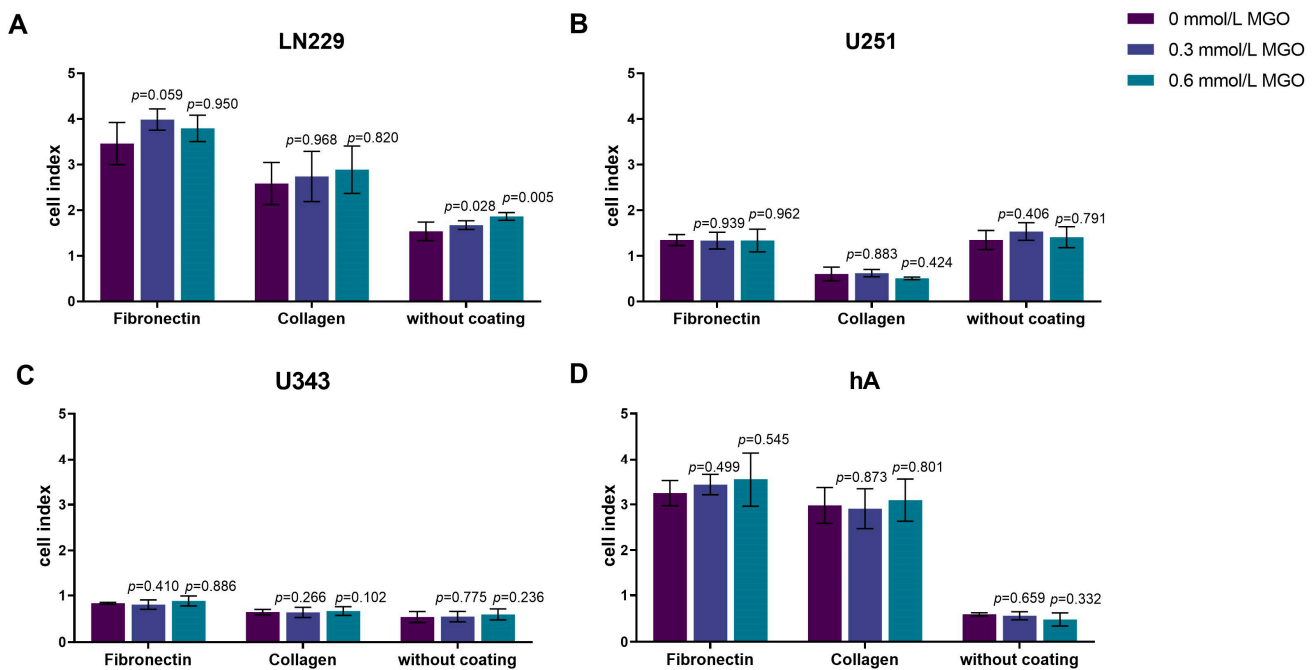 A
LN229
cell index
5
4
3
2
1
0
p=0.059
p=0.950
p=0.968
p=0.820
p=0.028
p=0.005
Fibronectin
Collagen
without coating
B
U251
cell index
5
4
3
2
1
0
p=0.939
p=0.962
p=0.883
p=0.424
p=0.406
p=0.791
Fibronectin
Collagen
without coating
0 mmol/L MGO
0.3 mmol/L MGO
0.6 mmol/L MGO
C
U343
cell index
5
4
3
2
1
0
p=0.410
p=0.886
p=0.266
p=0.102
p=0.775
p=0.236
Fibronectin
Collagen
without coating
D
hA
cell index
5
4
3
2
1
0
p=0.499
p=0.545
p=0.873
p=0.801
p=0.659
p=0.332
Fibronectin
Collagen
without coating